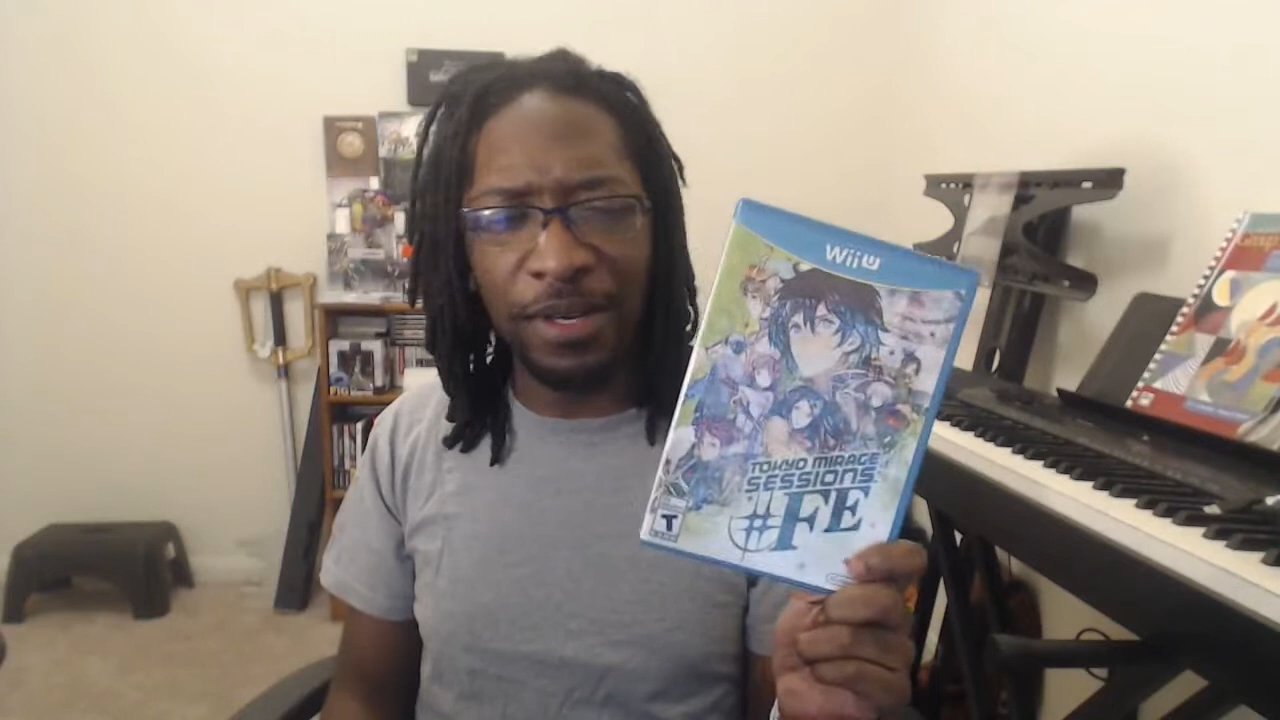 Wii U
TOKYO MIRAGE
SESSIONS
#FE
T